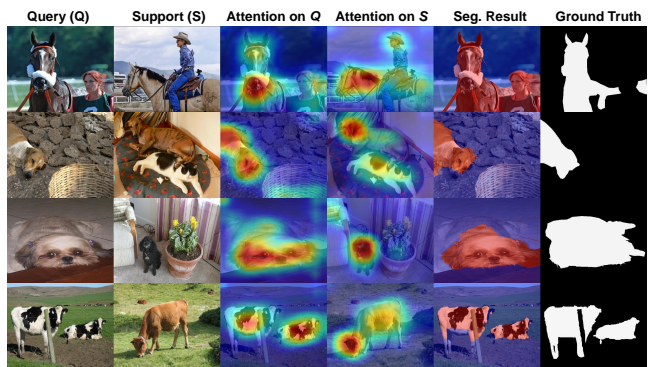 Query (Q) Support (S) Attention on Q Attention on S Seg. Result Ground Truth